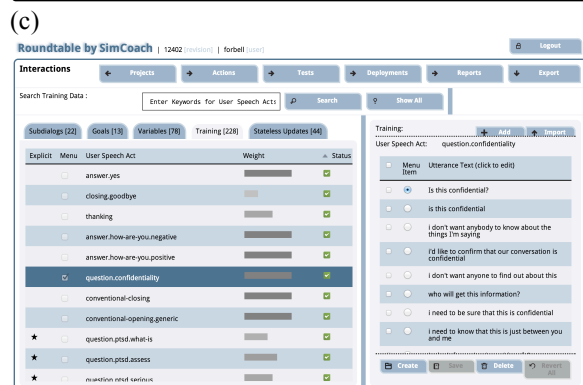 (c)
Roundtable by SimCoach | 12402 [revision] | forbell [user]
Logout
Interactions
Projects
Actions
Tests
Deployments
Reports
Export
Search Training Data :
Enter Keywords for User Speech Acts
Search
Show All
Subdialogs [22]
Goals [13]
Variables [78]
Training [228]
Stateless Updates [44]
Explicit Menu User Speech Act Weight Status
answer.yes
closing.goodbye
thanking
answer.how-are-you.negative
answer.how-are-you.positive
question.confidentiality
conventional-closing
conventional-opening.generic
question.ptsd.what-is
question.ptsd.assess
question.ptsd.serious
Training:
Add
Import
User Speech Act: question.confidentiality
Menu Item
Utterance Text (click to edit)
Is this confidential?
is this confidential
i don't want anybody to know about the
things I'm saying
i'd like to confirm that our conversation is
confidential
i don't want anyone to find out about this
who will get this information?
i need to be sure that this is confidential
i need to know that this is just between you
and me
Create
Save
Delete
Revert
All